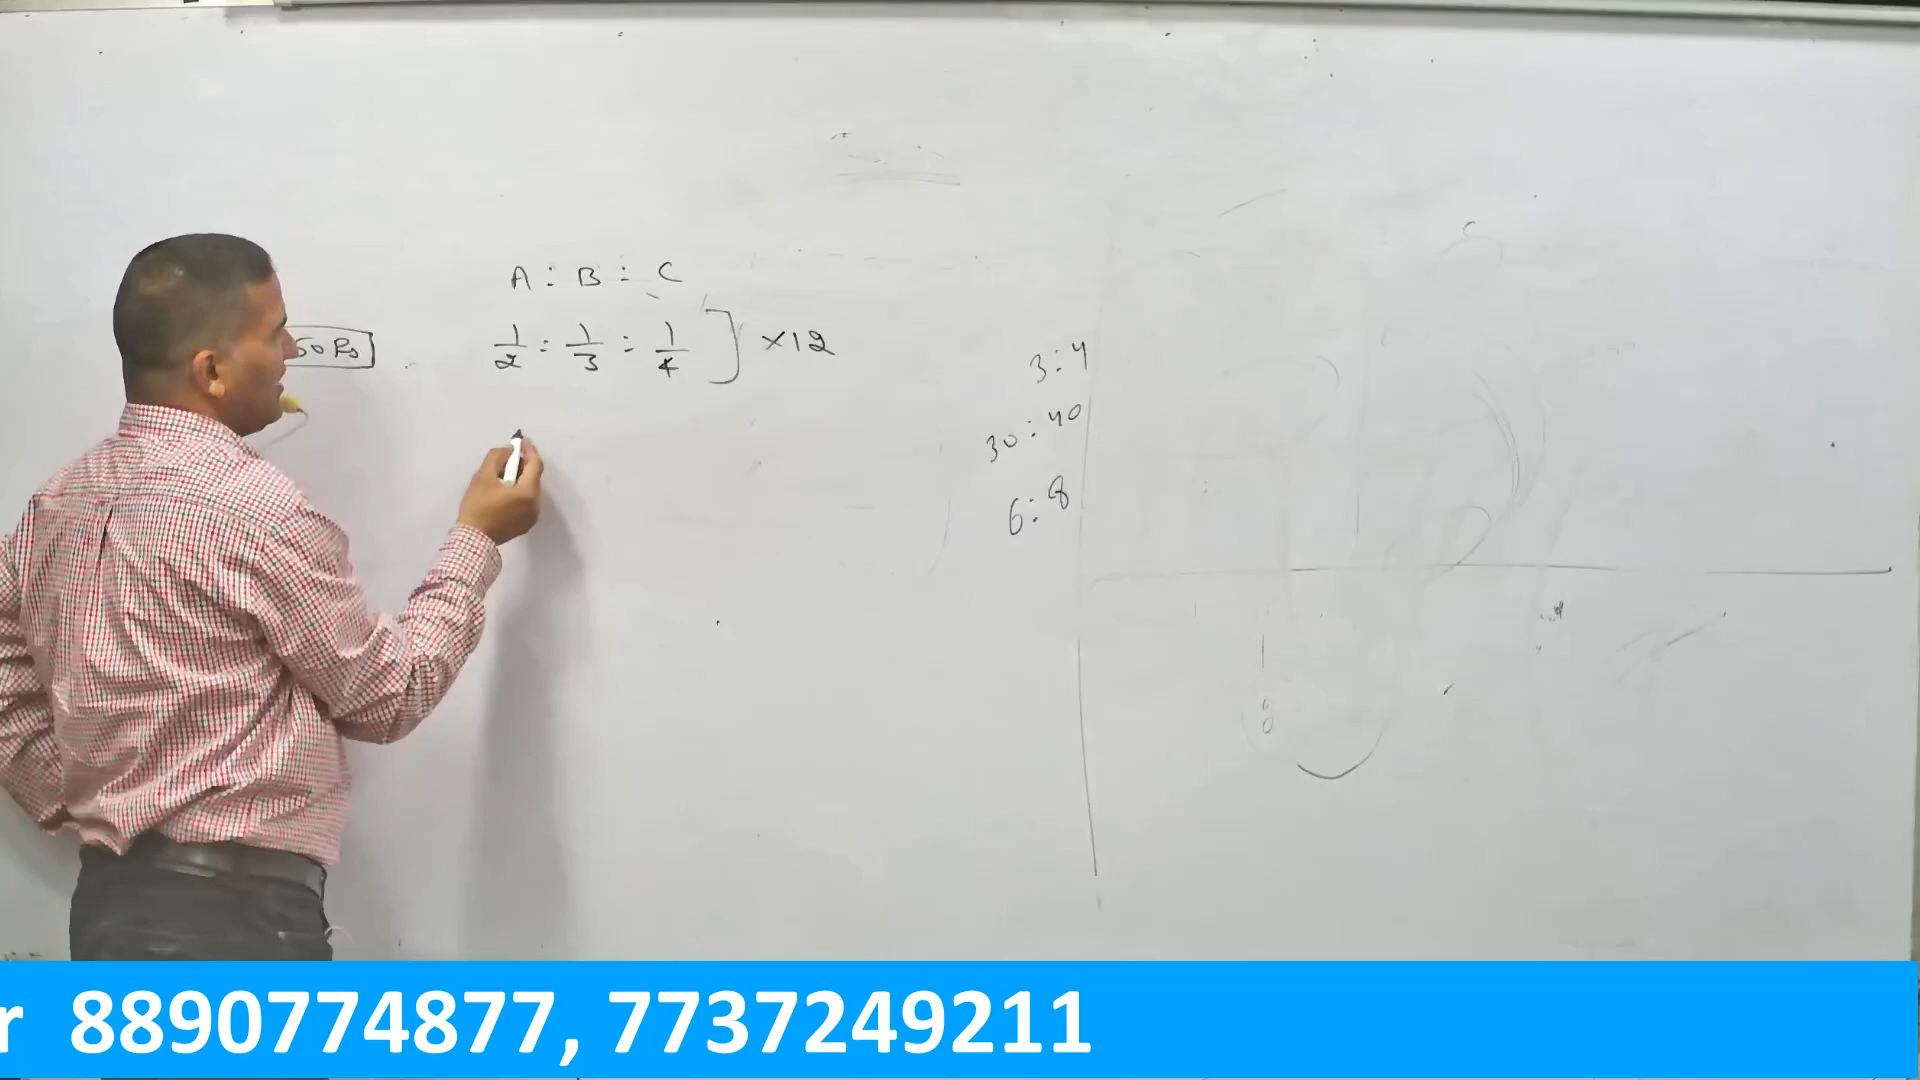 A : B : C
50 Rs
1/2 : 1/3 : 1/4 ] ×12
3 : 4
30 : 40
6 : 8
r 8890774877, 7737249211